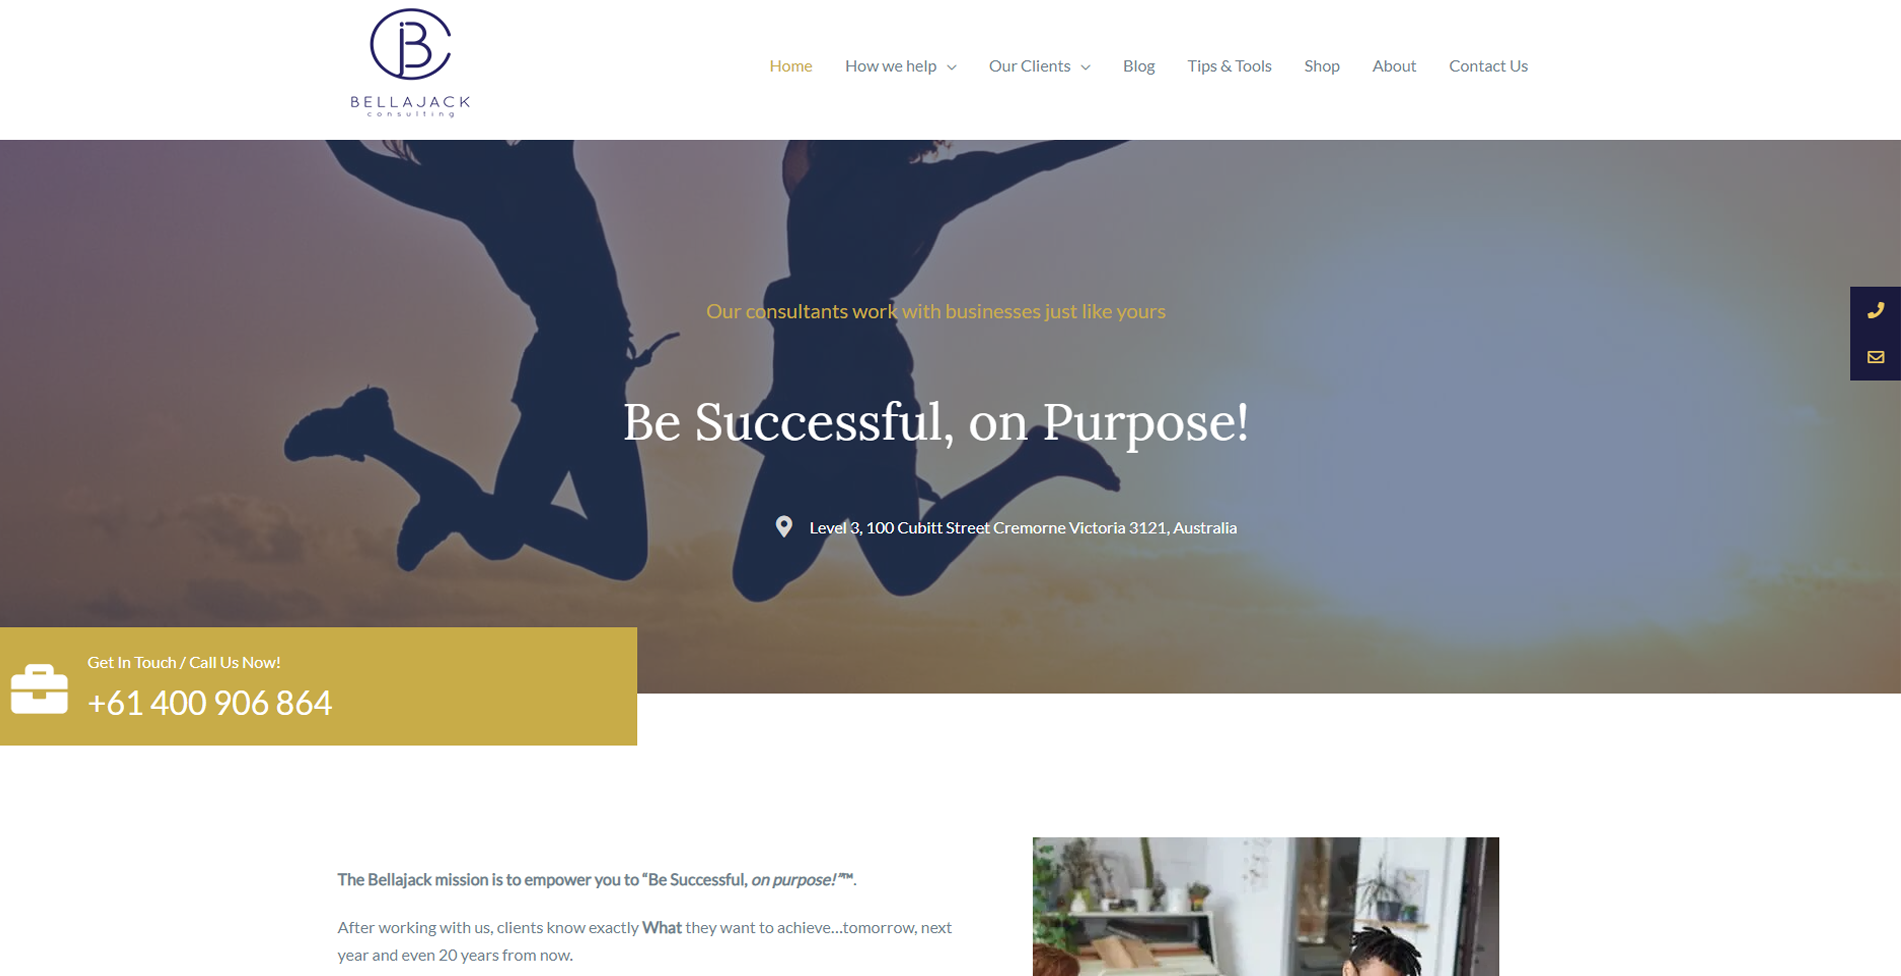 BELLAJACK
consulting
Home How we help Our Clients Blog Tips & Tools Shop About Contact Us
Our consultants work with businesses just like yours
Be Successful, on Purpose!
Level 3, 100 Cubitt Street Cremorne Victoria 3121, Australia
Get In Touch / Call Us Now!
+61 400 906 864
The Bellajack mission is to empower you to “Be Successful, on purpose!”™.
After working with us, clients know exactly What they want to achieve…tomorrow, next
year and even 20 years from now.